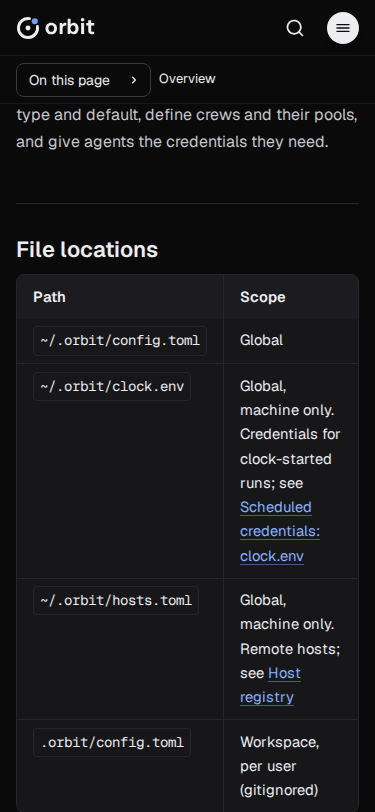 orbit
On this page
Overview
type and default, define crews and their pools,
and give agents the credentials they need.
File locations
Path
Scope
~/.orbit/config.toml
Global
~/.orbit/clock.env
Global,
machine only.
Credentials for
clock-started
runs; see
Scheduled
credentials:
clock.env
~/.orbit/hosts.toml
Global,
machine only.
Remote hosts;
see Host
registry
.orbit/config.toml
Workspace,
per user
(gitignored)